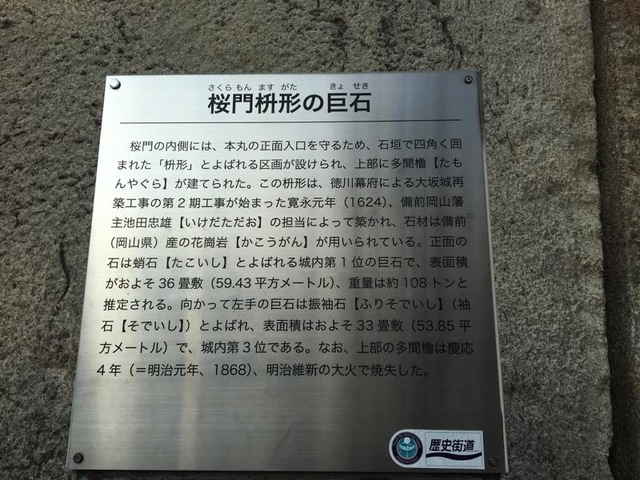 さくら もん ます がた きょ せき
桜門枡形の巨石
桜門の内側には、本丸の正面入口を守るため、石垣で四角く囲
まれた「枡形」とよばれる区画が設けられ、上部に多聞櫓【たも
んやぐら】が建てられた。この枡形は、徳川幕府による大坂城再
築工事の第2期工事が始まった寛永元年（1624）、備前岡山藩
主池田忠雄【いけだただお】の担当によって築かれ、石材は備前
（岡山県）産の花崗岩【かこうがん】が用いられている。正面の
石は蛸石【たこいし】とよばれる城内第1位の巨石で、表面積
がおよそ36畳敷（59.43平方メートル）、重量は約108トンと
推定される。向かって左手の巨石は振袖石【ふりそでいし】（袖
石【そでいし】）とよばれ、表面積はおよそ33畳敷（53.85平
方メートル）で、城内第3位である。なお、上部の多聞櫓は慶応
4年（＝明治元年、1868）、明治維新の大火で焼失した。
歴史街道